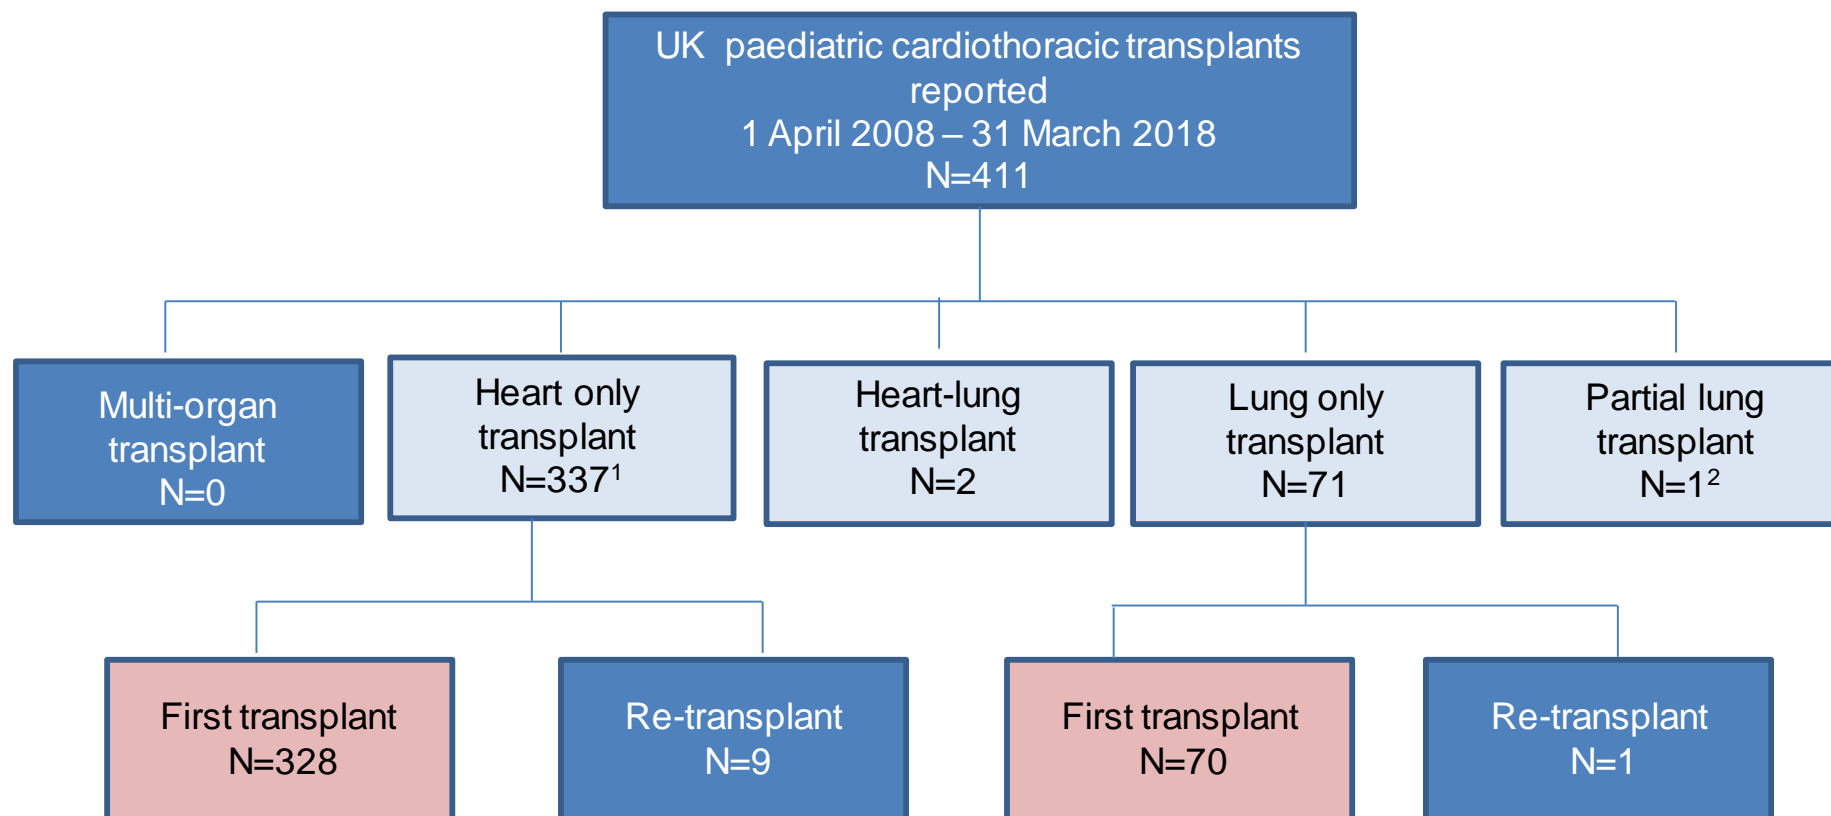 UK paediatric cardiothoracic transplants
reported
1 April 2008 – 31 March 2018
N=411
Multi-organ
transplant
N=0
Heart only
transplant
N=337¹
Heart-lung
transplant
N=2
Lung only
transplant
N=71
Partial lung
transplant
N=1²
First transplant
N=328
Re-transplant
N=9
First transplant
N=70
Re-transplant
N=1